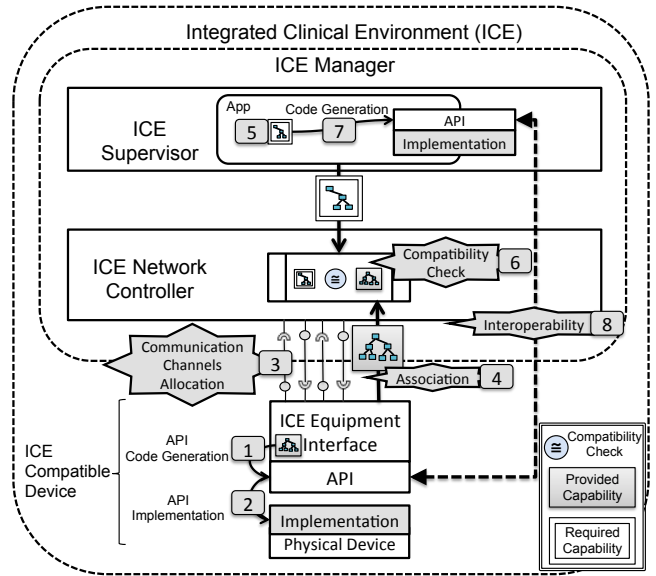 Integrated Clinical Environment (ICE)
ICE Manager
App
Code Generation
5
7
API
Implementation
ICE
Supervisor
ICE Network
Controller
≅
Compatibility
Check
6
Interoperability
8
Communication
Channels
Allocation
3
Association
4
ICE Equipment
Interface
API
ICE
Compatible
Device
API
Code Generation
1
API
Implementation
2
Implementation
Physical Device
≅
Compatibility
Check
Provided
Capability
Required
Capability